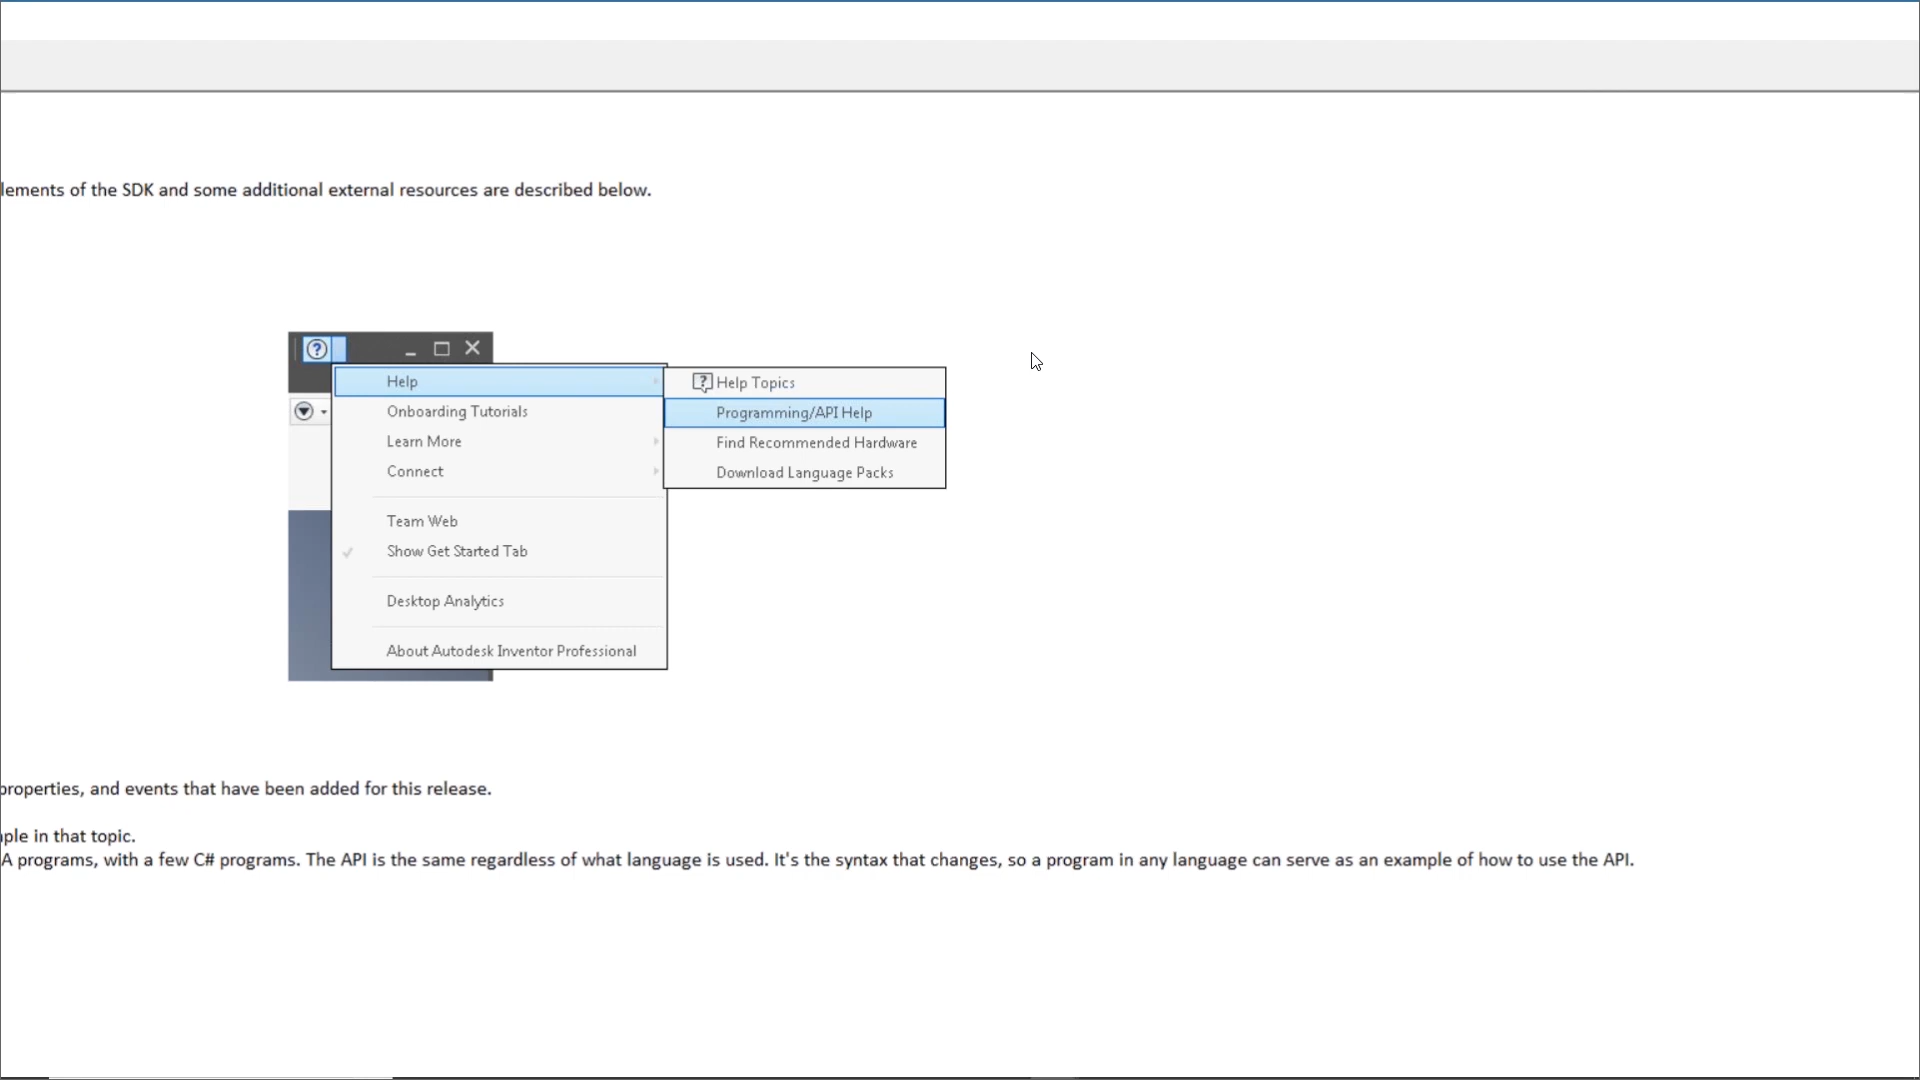 of the SDK and some additional external resources are described below.
Help
Onboarding Tutorials
Learn More
Connect
Team Web
Show Get Started Tab
Desktop Analytics
About Autodesk Inventor Professional
Help Topics
Programming/API Help
Find Recommended Hardware
Download Language Packs
properties, and events that have been added for this release.
in that topic.
programs, with a few C# programs. The API is the same regardless of what language is used. It's the syntax that changes, so a program in any language can serve as an example of how to use the API.